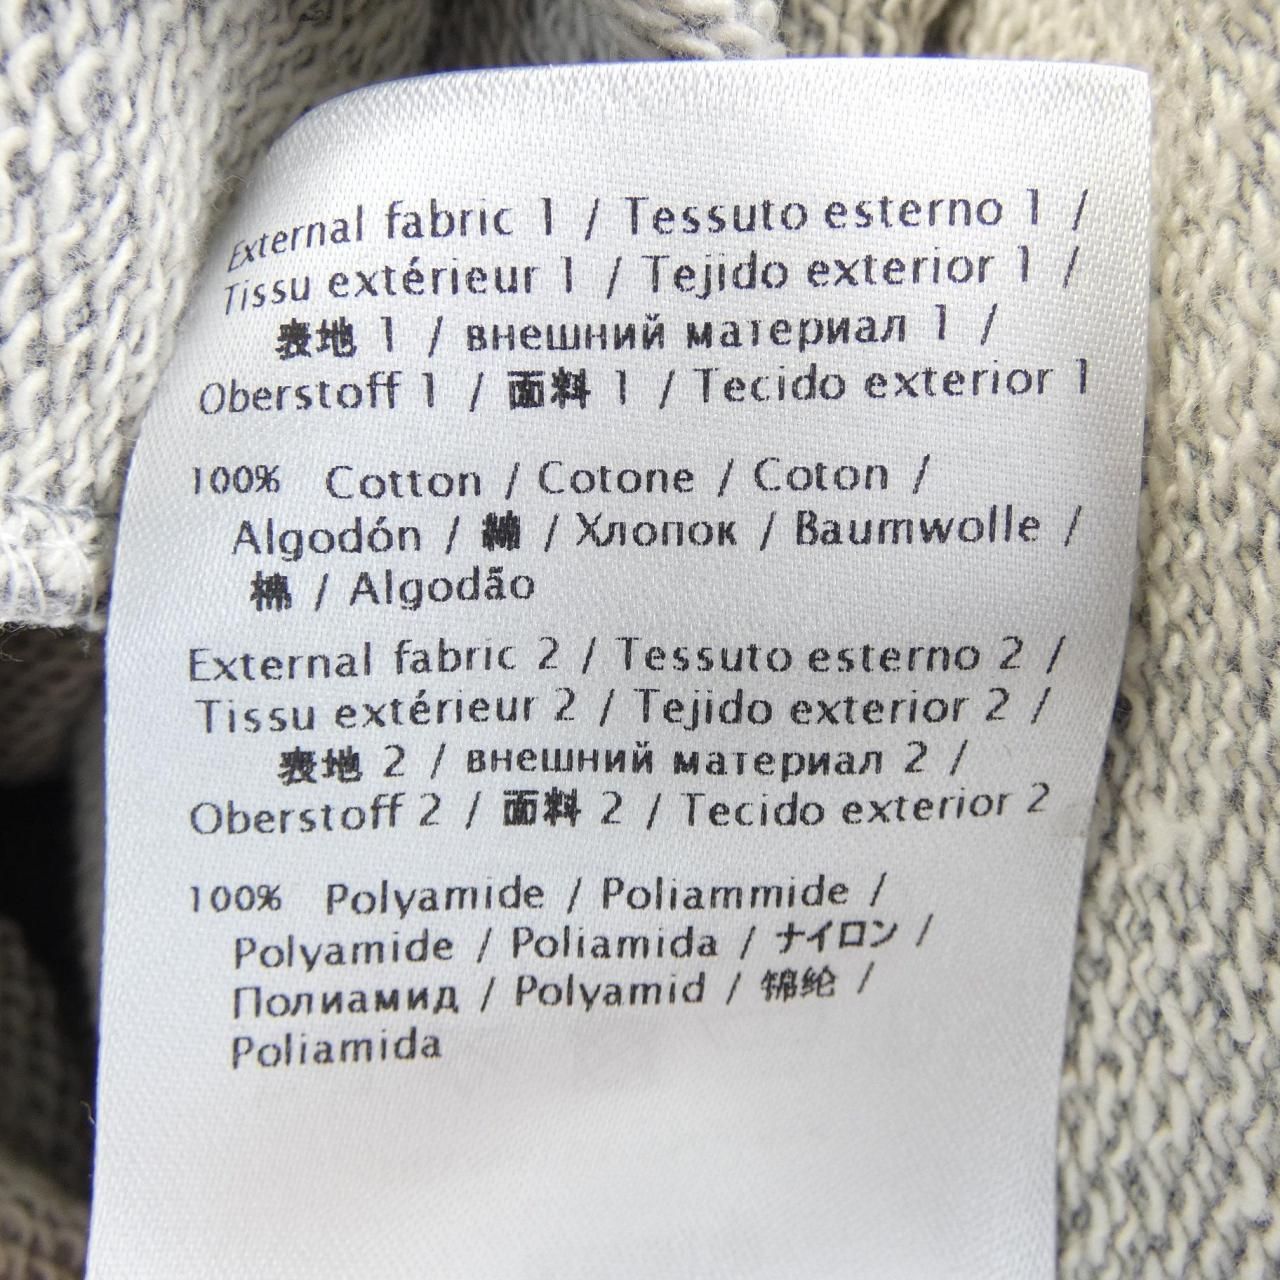 External fabric 1 / Tessuto esterno 1 /
Tissu extérieur 1 / Tejido exterior 1 /
表地 1 / внешний материал 1 /
Oberstoff 1 / 面料 1 / Tecido exterior 1
100% Cotton / Cotone / Coton /
Algodón / 綿 / Хлопок / Baumwolle /
棉 / Algodão
External fabric 2 / Tessuto esterno 2 /
Tissu extérieur 2 / Tejido exterior 2 /
表地 2 / внешний материал 2 /
Oberstoff 2 / 面料 2 / Tecido exterior 2
100% Polyamide / Poliammide /
Polyamide / Poliamida / ナイロン /
Полиамид / Polyamid / 锦纶 /
Poliamida